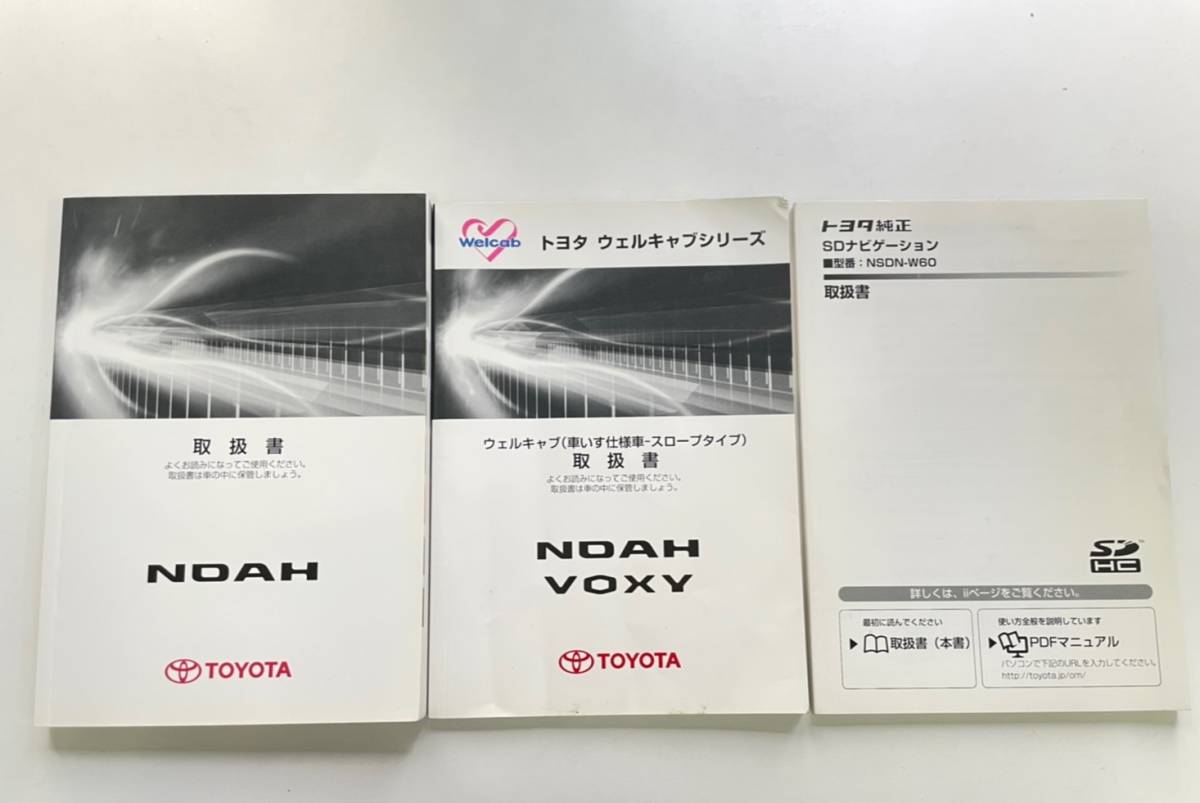 取扱書
よくお読みになってご使用ください。
取扱書は車の中に保管しましょう。
NOAH
TOYOTA
Welcab
トヨタ ウェルキャブシリーズ
ウェルキャブ(車いす仕様車-スロープタイプ)
取扱書
よくお読みになってご使用ください。
取扱書は車の中に保管しましょう。
NOAH
VOXY
TOYOTA
トヨタ純正
SDナビゲーション
■型番：NSDN-W60
取扱書
SD
HC
詳しくは、iiページをご覧ください。
最初に読んでください
取扱書（本書）
使い方全般を説明しています
PDFマニュアル
パソコンで下記のURLを入力してください。
http://toyota.jp/om/